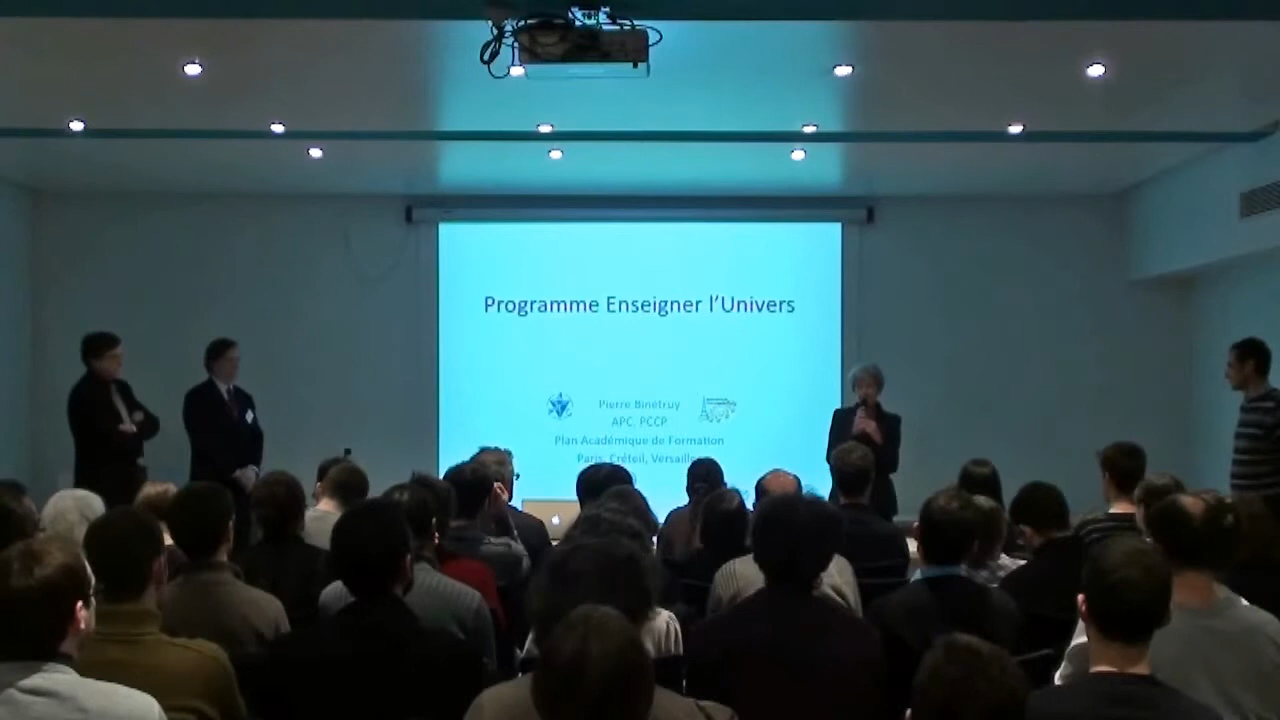 Programme Enseigner l'Univers
Pierre Binétruy
APC, PCCP
Plan Académique de Formation
Paris, Créteil, Versailles